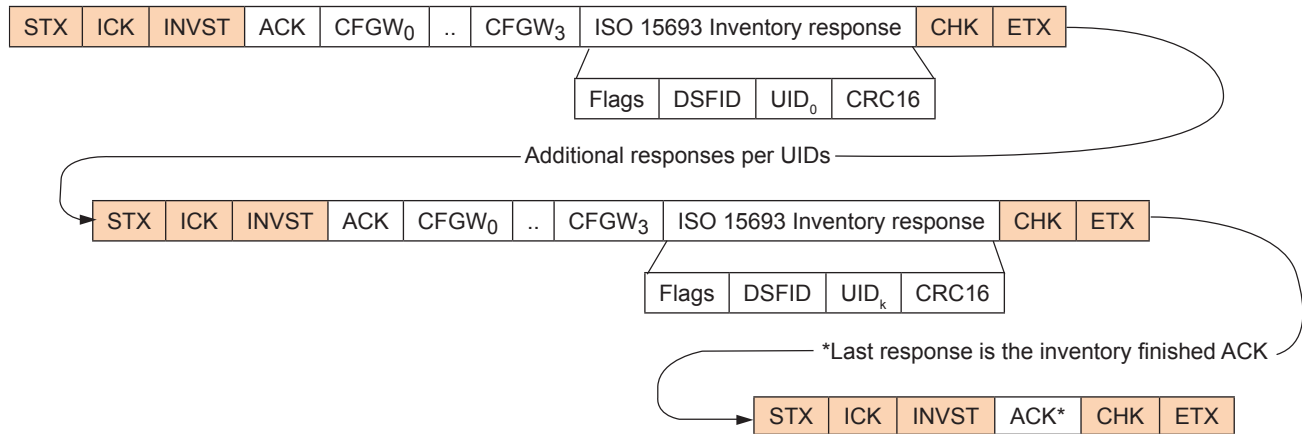 STX ICK INVST ACK CFGW0 .. CFGW3 ISO 15693 Inventory response CHK ETX
Flags DSFID UID0 CRC16
Additional responses per UIDs
STX ICK INVST ACK CFGW0 .. CFGW3 ISO 15693 Inventory response CHK ETX
Flags DSFID UIDk CRC16
*Last response is the inventory finished ACK
STX ICK INVST ACK* CHK ETX